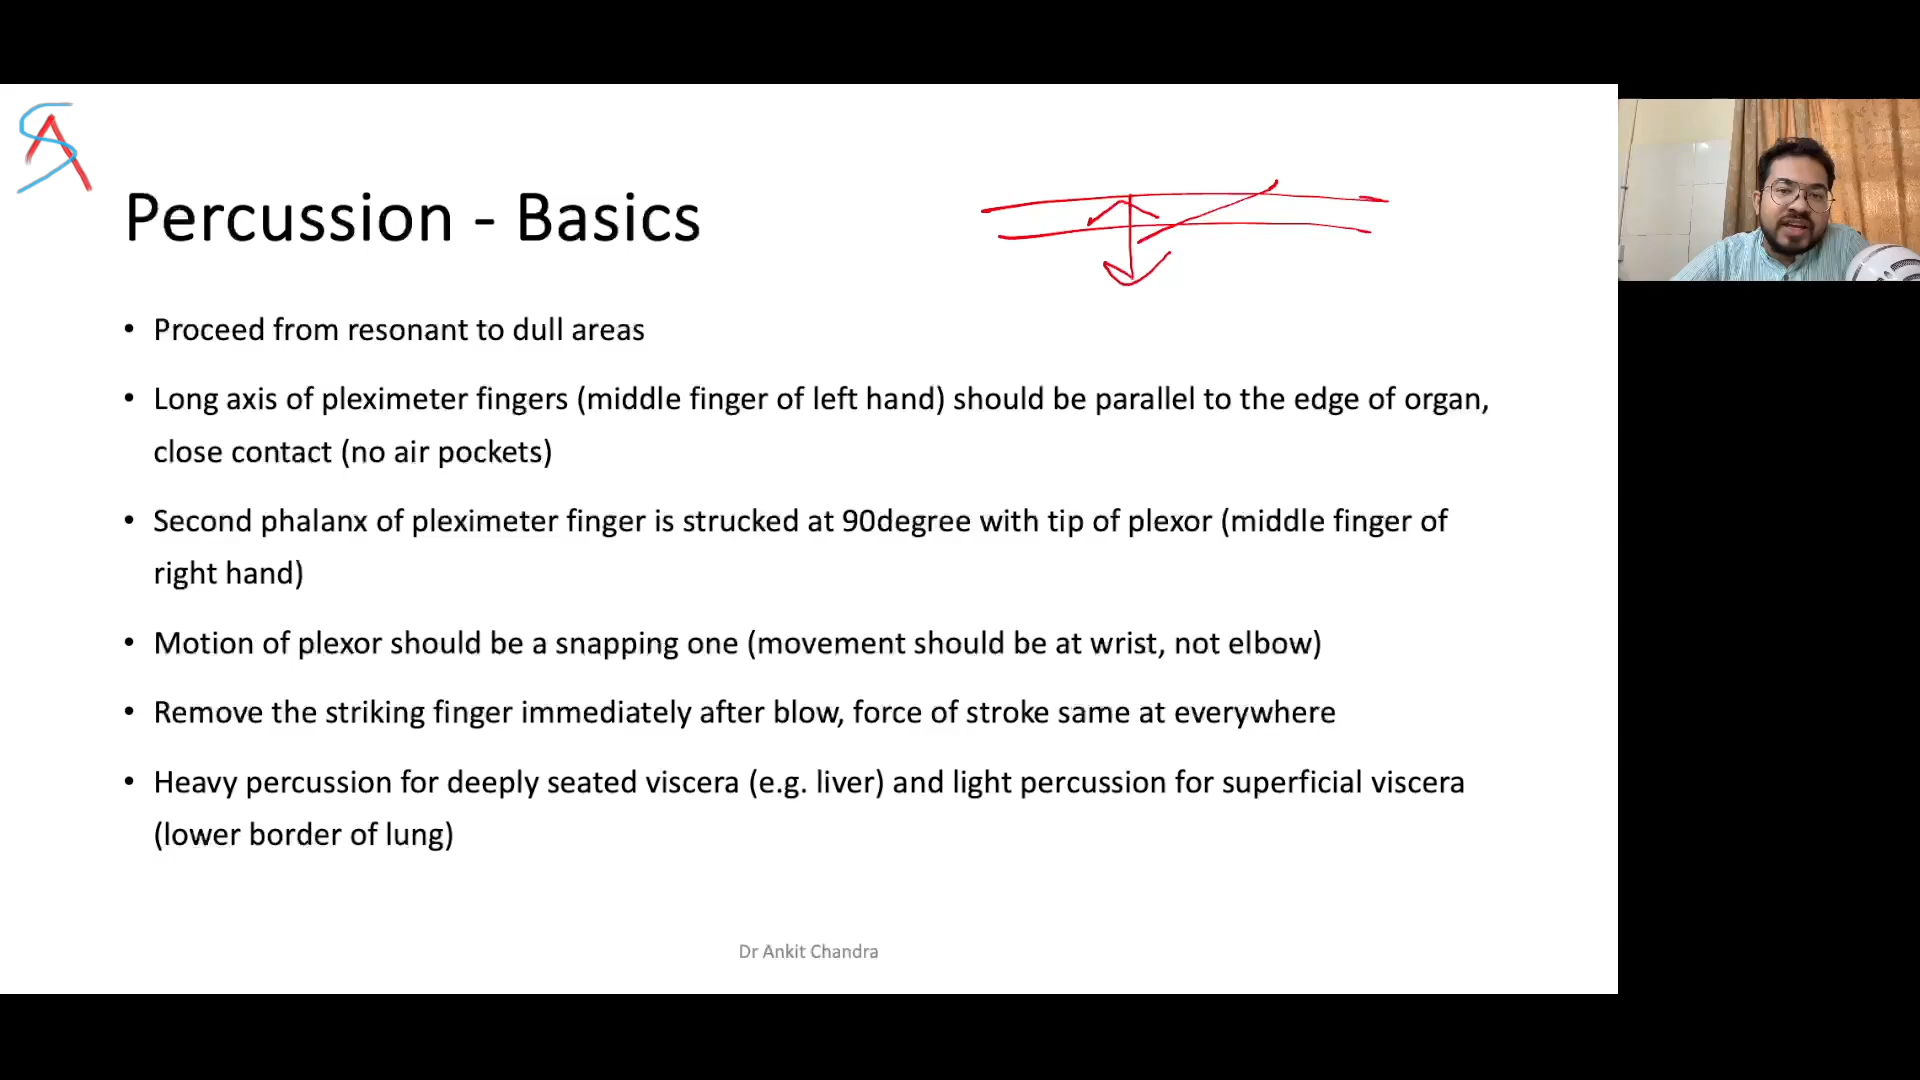 Percussion - Basics
• Proceed from resonant to dull areas
• Long axis of pleximeter fingers (middle finger of left hand) should be parallel to the edge of organ,
close contact (no air pockets)
• Second phalanx of pleximeter finger is strucked at 90degree with tip of plexor (middle finger of
right hand)
• Motion of plexor should be a snapping one (movement should be at wrist, not elbow)
• Remove the striking finger immediately after blow, force of stroke same at everywhere
• Heavy percussion for deeply seated viscera (e.g. liver) and light percussion for superficial viscera
(lower border of lung)
Dr Ankit Chandra